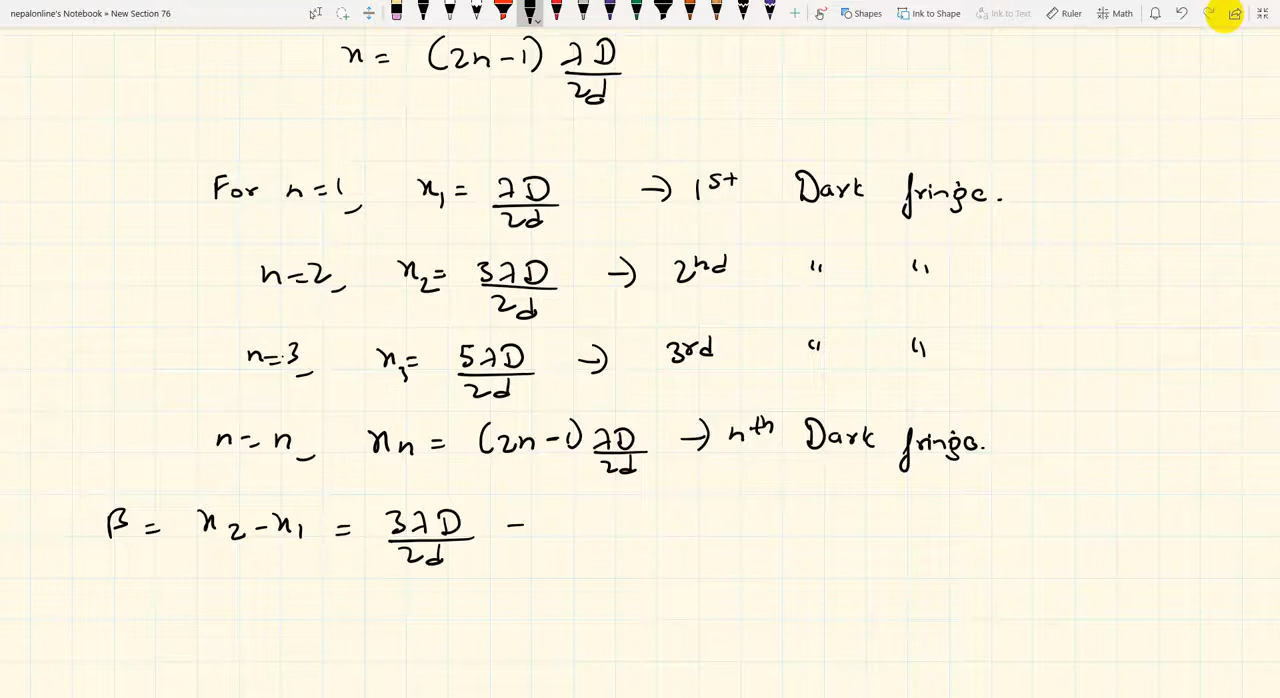 nepalonline's Notebook » New Section 76
Shapes Ink to Shape Ink to Text Ruler Math
x = (2n-1) λD/2d
For n=1, x₁ = λD/2d → 1st Dark fringe.
n=2, x₂ = 3λD/2d → 2nd " "
n=3, x₃ = 5λD/2d → 3rd " "
n=n, xn = (2n-1) λD/2d → nth Dark fringe.
β = x₂ - x₁ = 3λD/2d -